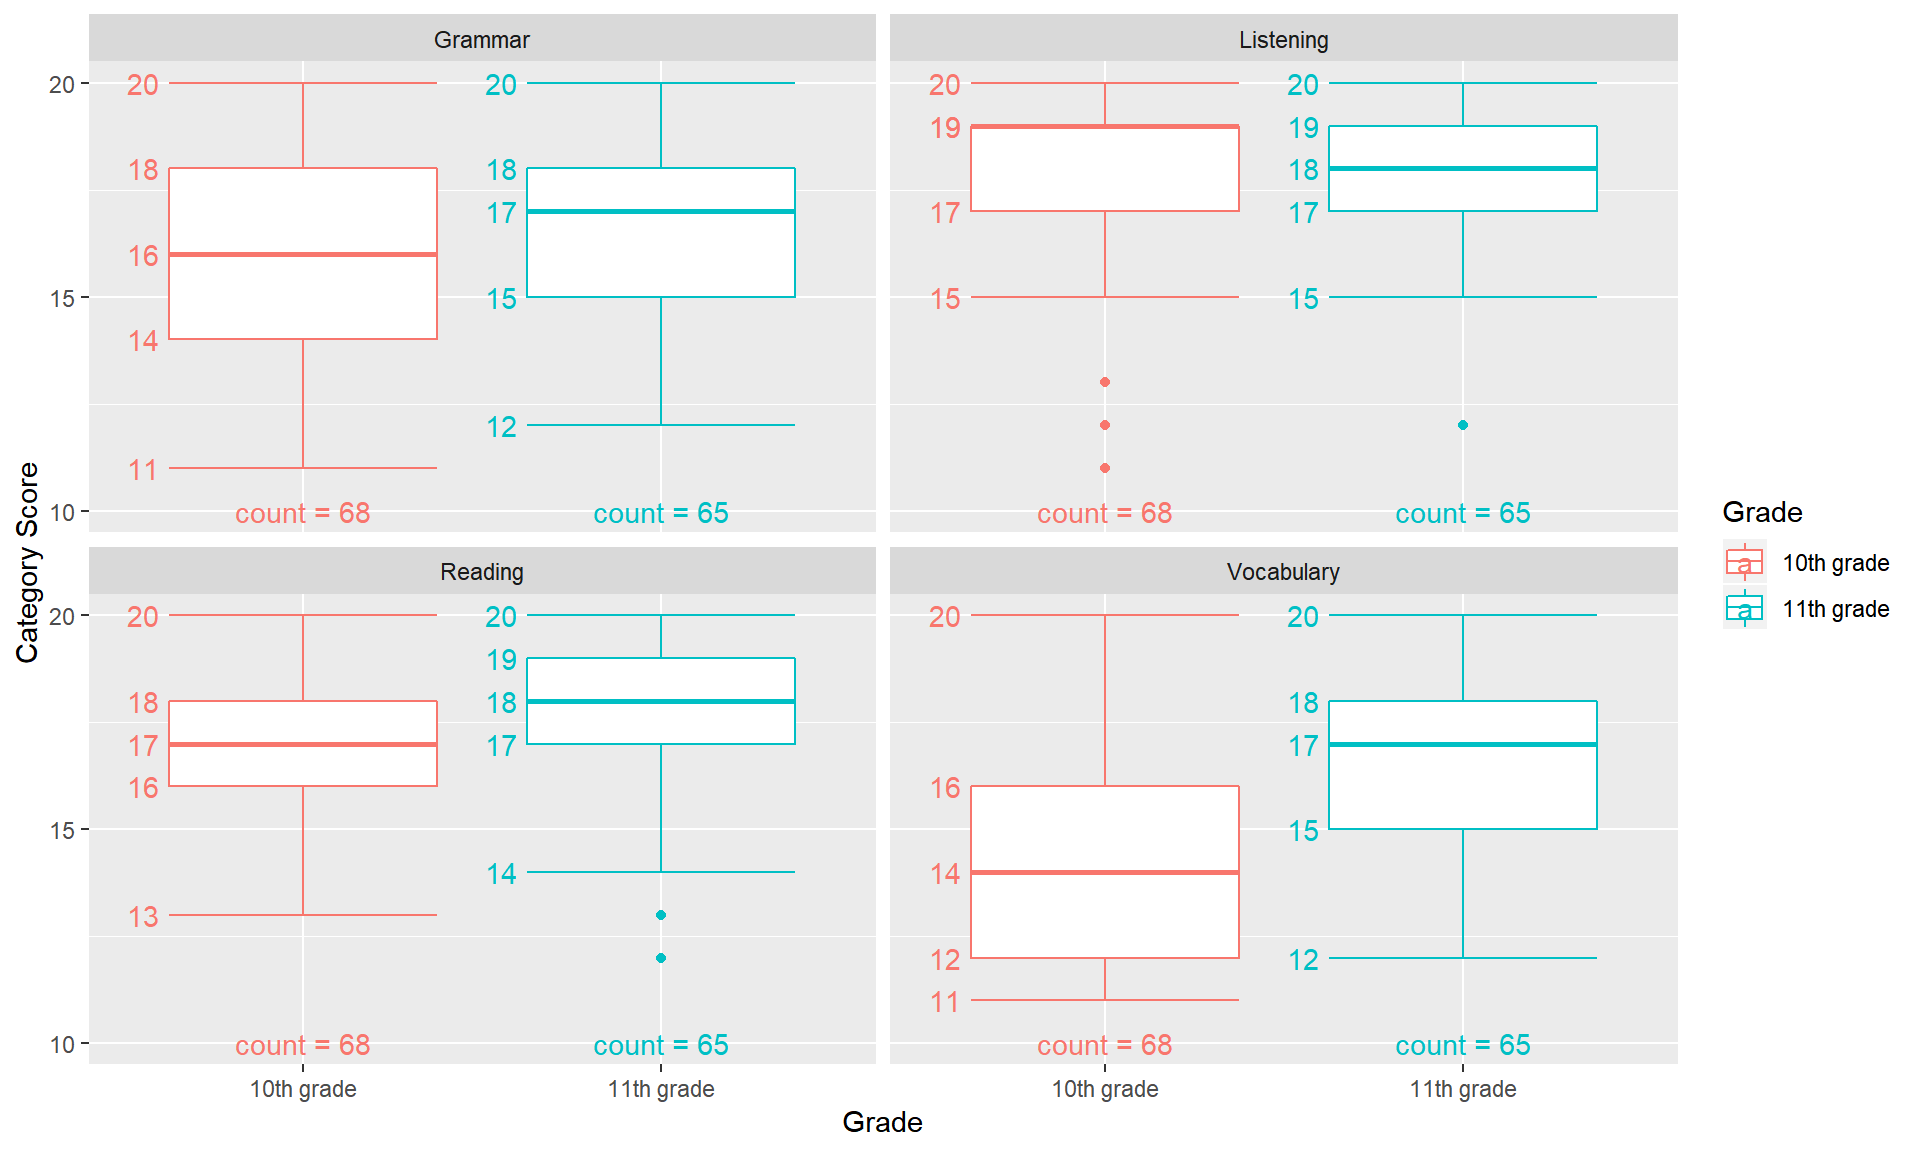 Grammar
Listening
Category Score
20
15
10
20
18
16
14
11
count = 68
20
18
17
15
12
count = 65
20
19
17
15
count = 68
20
19
18
17
15
count = 65
Reading
Vocabulary
20
15
10
20
18
17
16
13
count = 68
20
19
18
17
14
count = 65
20
16
14
12
11
count = 68
20
18
17
15
12
count = 65
10th grade
11th grade
10th grade
11th grade
Grade
Grade
a 10th grade
a 11th grade